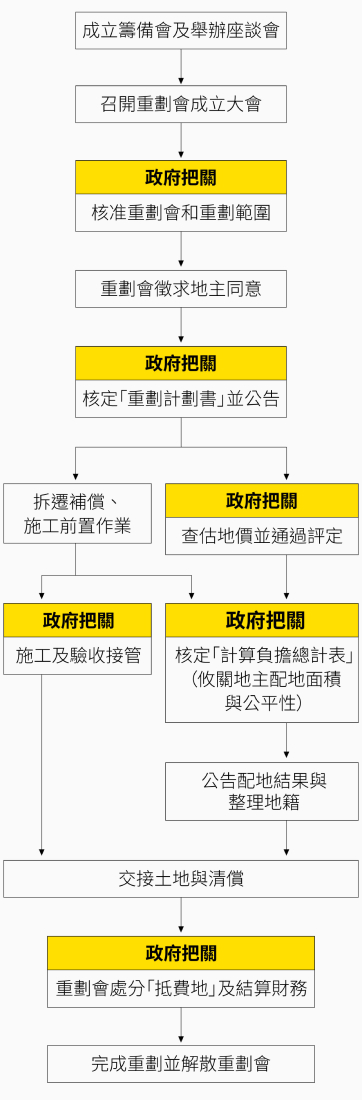 成立籌備會及舉辦座談會
召開重劃會成立大會
政府把關
核准重劃會和重劃範圍
重劃會徵求地主同意
政府把關
核定「重劃計劃書」並公告
拆遷補償、
施工前置作業
政府把關
查估地價並通過評定
政府把關
施工及驗收接管
政府把關
核定「計算負擔總計表」
（攸關地主配地面積
與公平性）
公告配地結果與
整理地籍
交接土地與清償
政府把關
重劃會處分「抵費地」及結算財務
完成重劃並解散重劃會